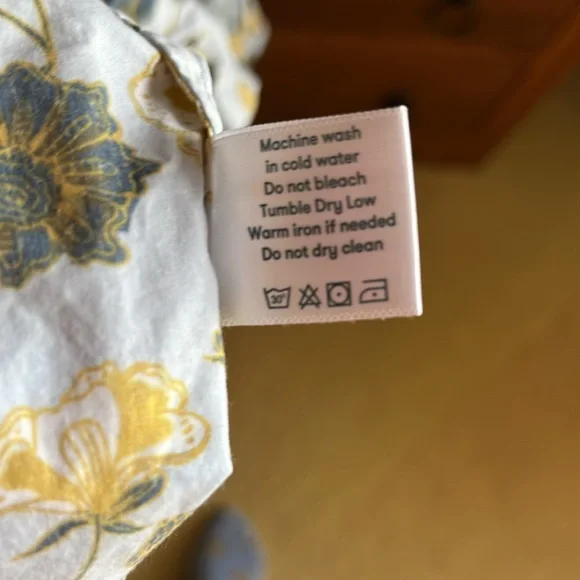 Machine wash
in cold water
Do not bleach
Tumble Dry Low
Warm iron if needed
Do not dry clean
30°